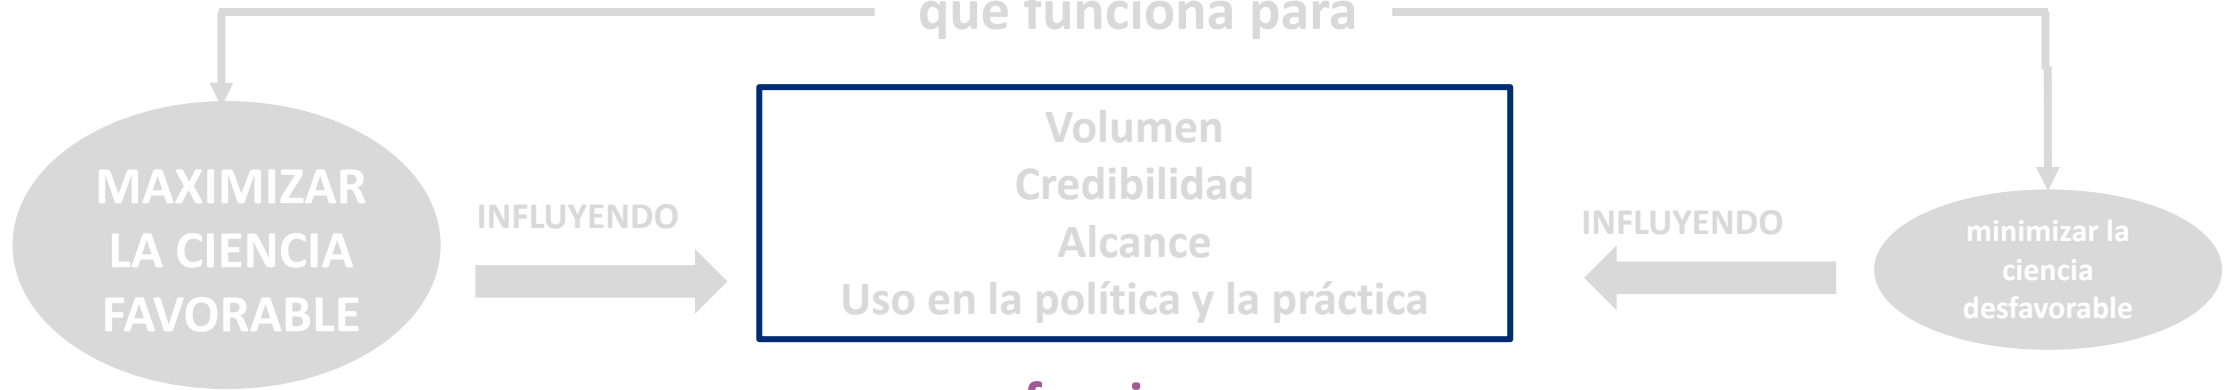 que funciona para
MAXIMIZAR
LA CIENCIA
FAVORABLE
INFLUYENDO
Volumen
Credibilidad
Alcance
Uso en la política y la práctica
INFLUYENDO
minimizar la
ciencia
desfavorable